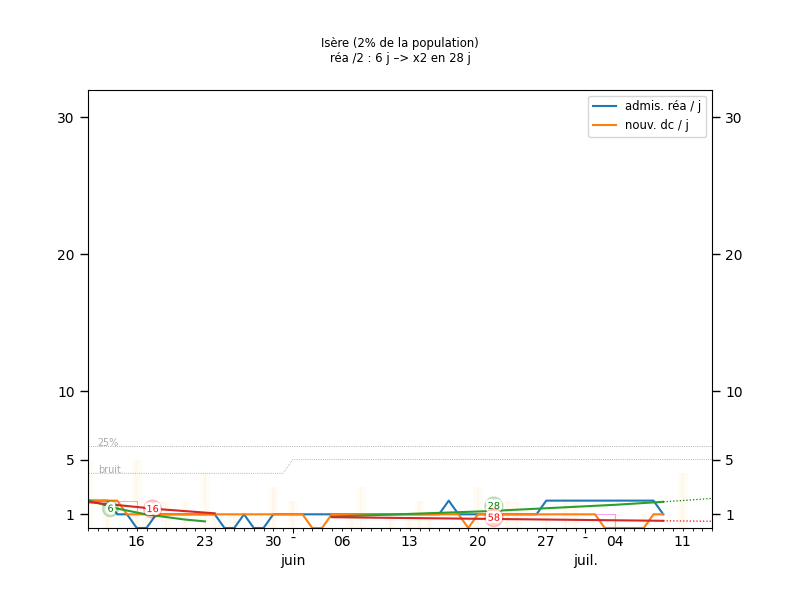 Isère (2% de la population)
réa /2 : 6 j –> x2 en 28 j
admis. réa / j
nouv. dc / j
30 30
20 20
10 10
25%
5 5
bruit
6 16 28
58
1 1
16 23 30 - 06 13 20 27 - 04 11
juin juil.